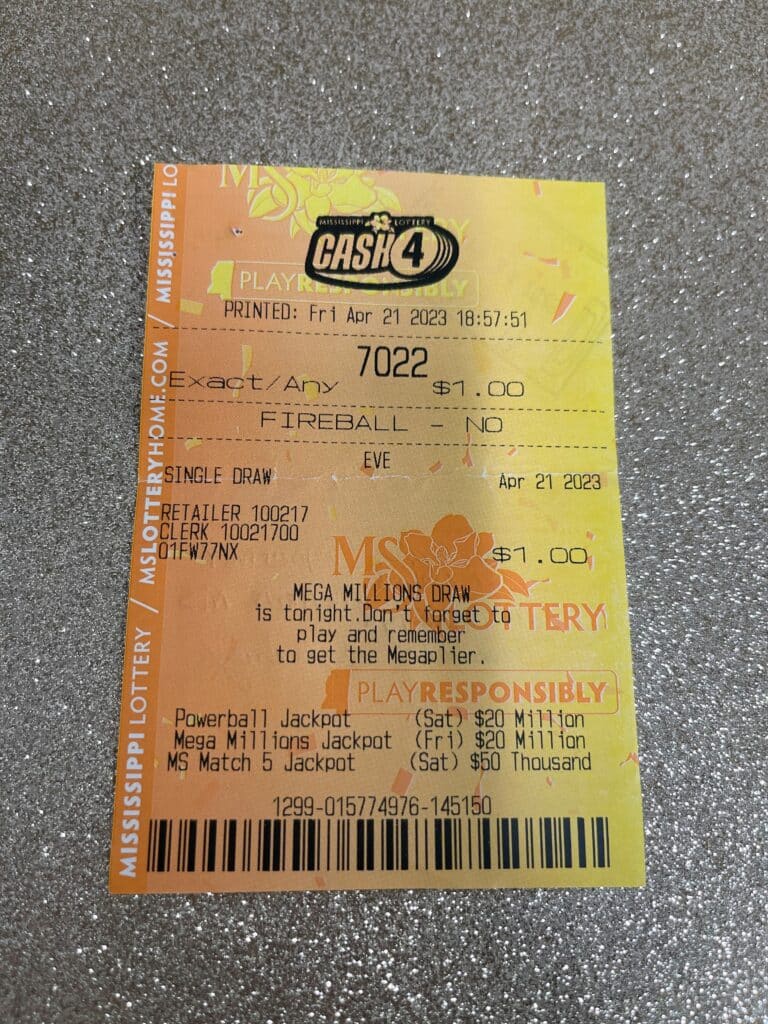 MISSISSIPPI LOTTERY
CASH 4
PLAYRESPONSIBLY
PRINTED: Fri Apr 21 2023 18:57:51
7022
Exact/Any $1.00
FIREBALL - NO
EVE
SINGLE DRAW Apr 21 2023
RETAILER 100217
CLERK 10021700
01FW77NX $1.00
MS LOTTERY
MEGA MILLIONS DRAW
is tonight.Don't forget to
play and remember
to get the Megaplier.
PLAYRESPONSIBLY
Powerball Jackpot (Sat) $20 Million
Mega Millions Jackpot (Fri) $20 Million
MS Match 5 Jackpot (Sat) $50 Thousand
1299-015774976-145150
MISSISSIPPI LOTTERY / MSLOTTERYHOME.COM / MISSISSIPPI LO